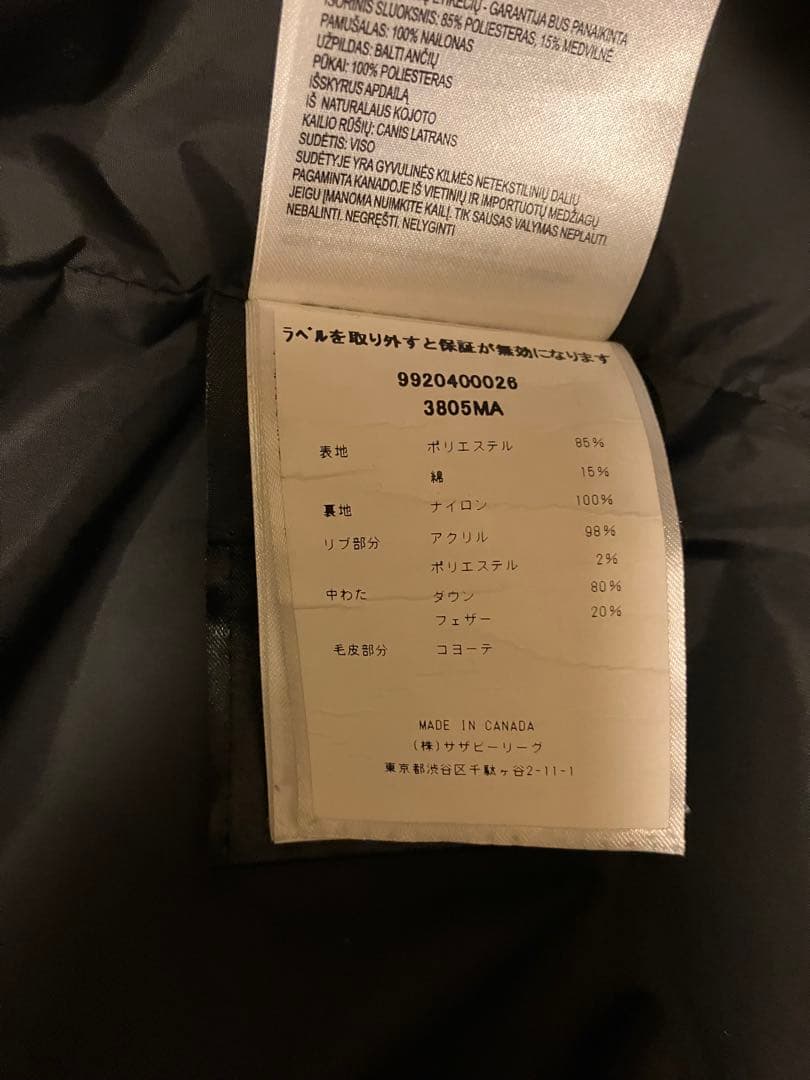 ETIKEČIŲ - GARANTIJA BUS PANAIKINTA
IŠORINIS SLUOKSNIS: 85% POLIESTERAS, 15% MEDVILNĖ
PAMUŠALAS: 100% NAILONAS
UŽPILDAS: BALTI ANČIŲ
PŪKAI: 100% POLIESTERAS
IŠSKYRUS APDAILĄ
IŠ NATURALAUS KOJOTO
KAILIO RŪŠIŲ: CANIS LATRANS
SUDĖTIS: VISO
SUDĖTYJE YRA GYVULINĖS KILMĖS NETEKSTILINIŲ DALIŲ
PAGAMINTA KANADOJE IŠ VIETINIŲ IR IMPORTUOTŲ MEDŽIAGŲ
JEIGU ĮMANOMA NUIMKITE KAILĮ. TIK SAUSAS VALYMAS NEPLAUTI.
NEBALINTI. NEGRĘŠTI. NELYGINTI
ラベルを取り外すと保証が無効になります
9920400026
3805MA
表地 ポリエステル 85%
綿 15%
裏地 ナイロン 100%
リブ部分 アクリル 98%
ポリエステル 2%
中わた ダウン 80%
フェザー 20%
毛皮部分 コヨーテ
MADE IN CANADA
(株)サザビーリーグ
東京都渋谷区千駄ヶ谷2-11-1